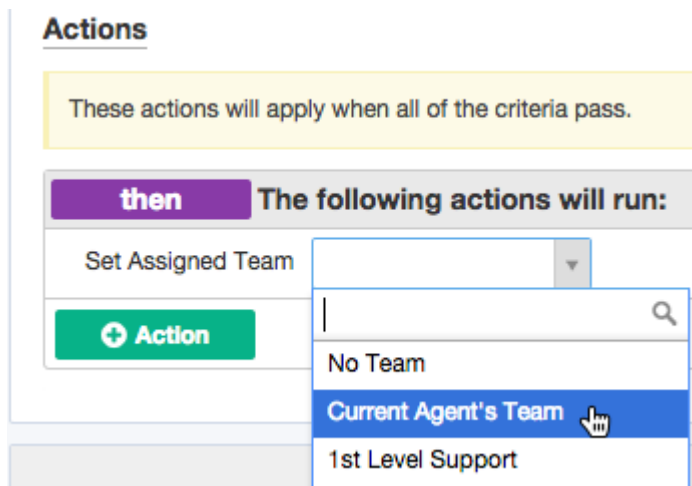 Actions
These actions will apply when all of the criteria pass.
then The following actions will run:
Set Assigned Team
Action
No Team
Current Agent's Team
1st Level Support